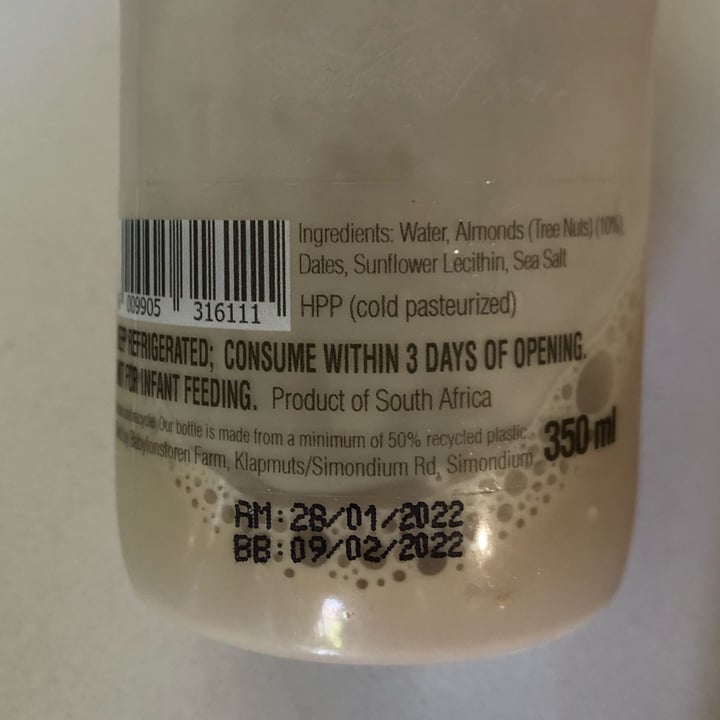 Ingredients: Water, Almonds (Tree Nuts) (10%),
Dates, Sunflower Lecithin, Sea Salt
009905 316111
HPP (cold pasteurized)
REFRIGERATED; CONSUME WITHIN 3 DAYS OF OPENING.
FOR INFANT FEEDING. Product of South Africa
recycle. Our bottle is made from a minimum of 50% recycled plastic
Babylonstoren Farm, Klapmuts/Simondium Rd, Simondium
350 ml
AM:28/01/2022
BB:09/02/2022